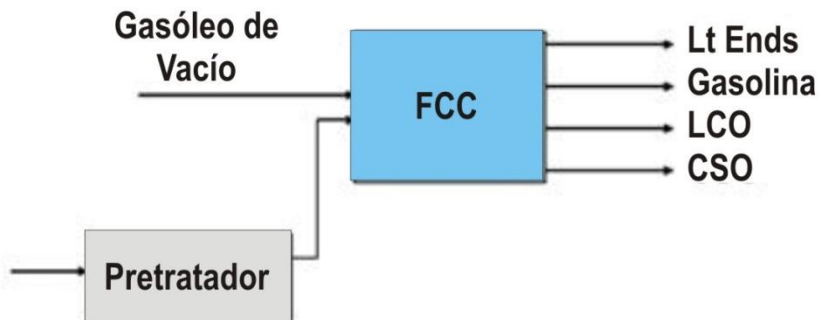 Gasóleo de
Vacío
FCC
Lt Ends
Gasolina
LCO
CSO
Pretratador